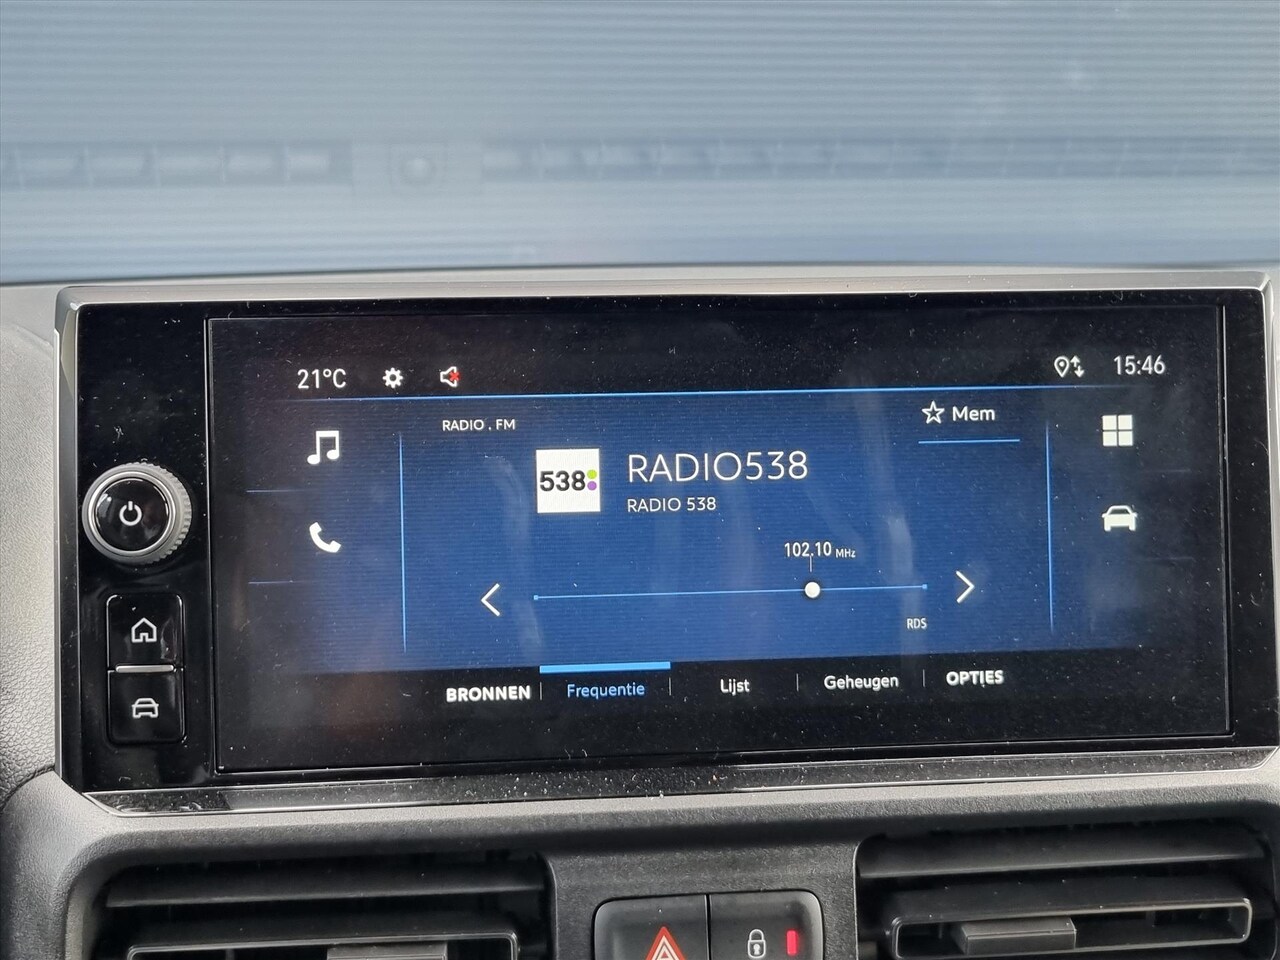 21°C
15:46
RADIO . FM
Mem
538
RADIO538
RADIO 538
102.10 MHz
RDS
BRONNEN
Frequentie
Lijst
Geheugen
OPTIES